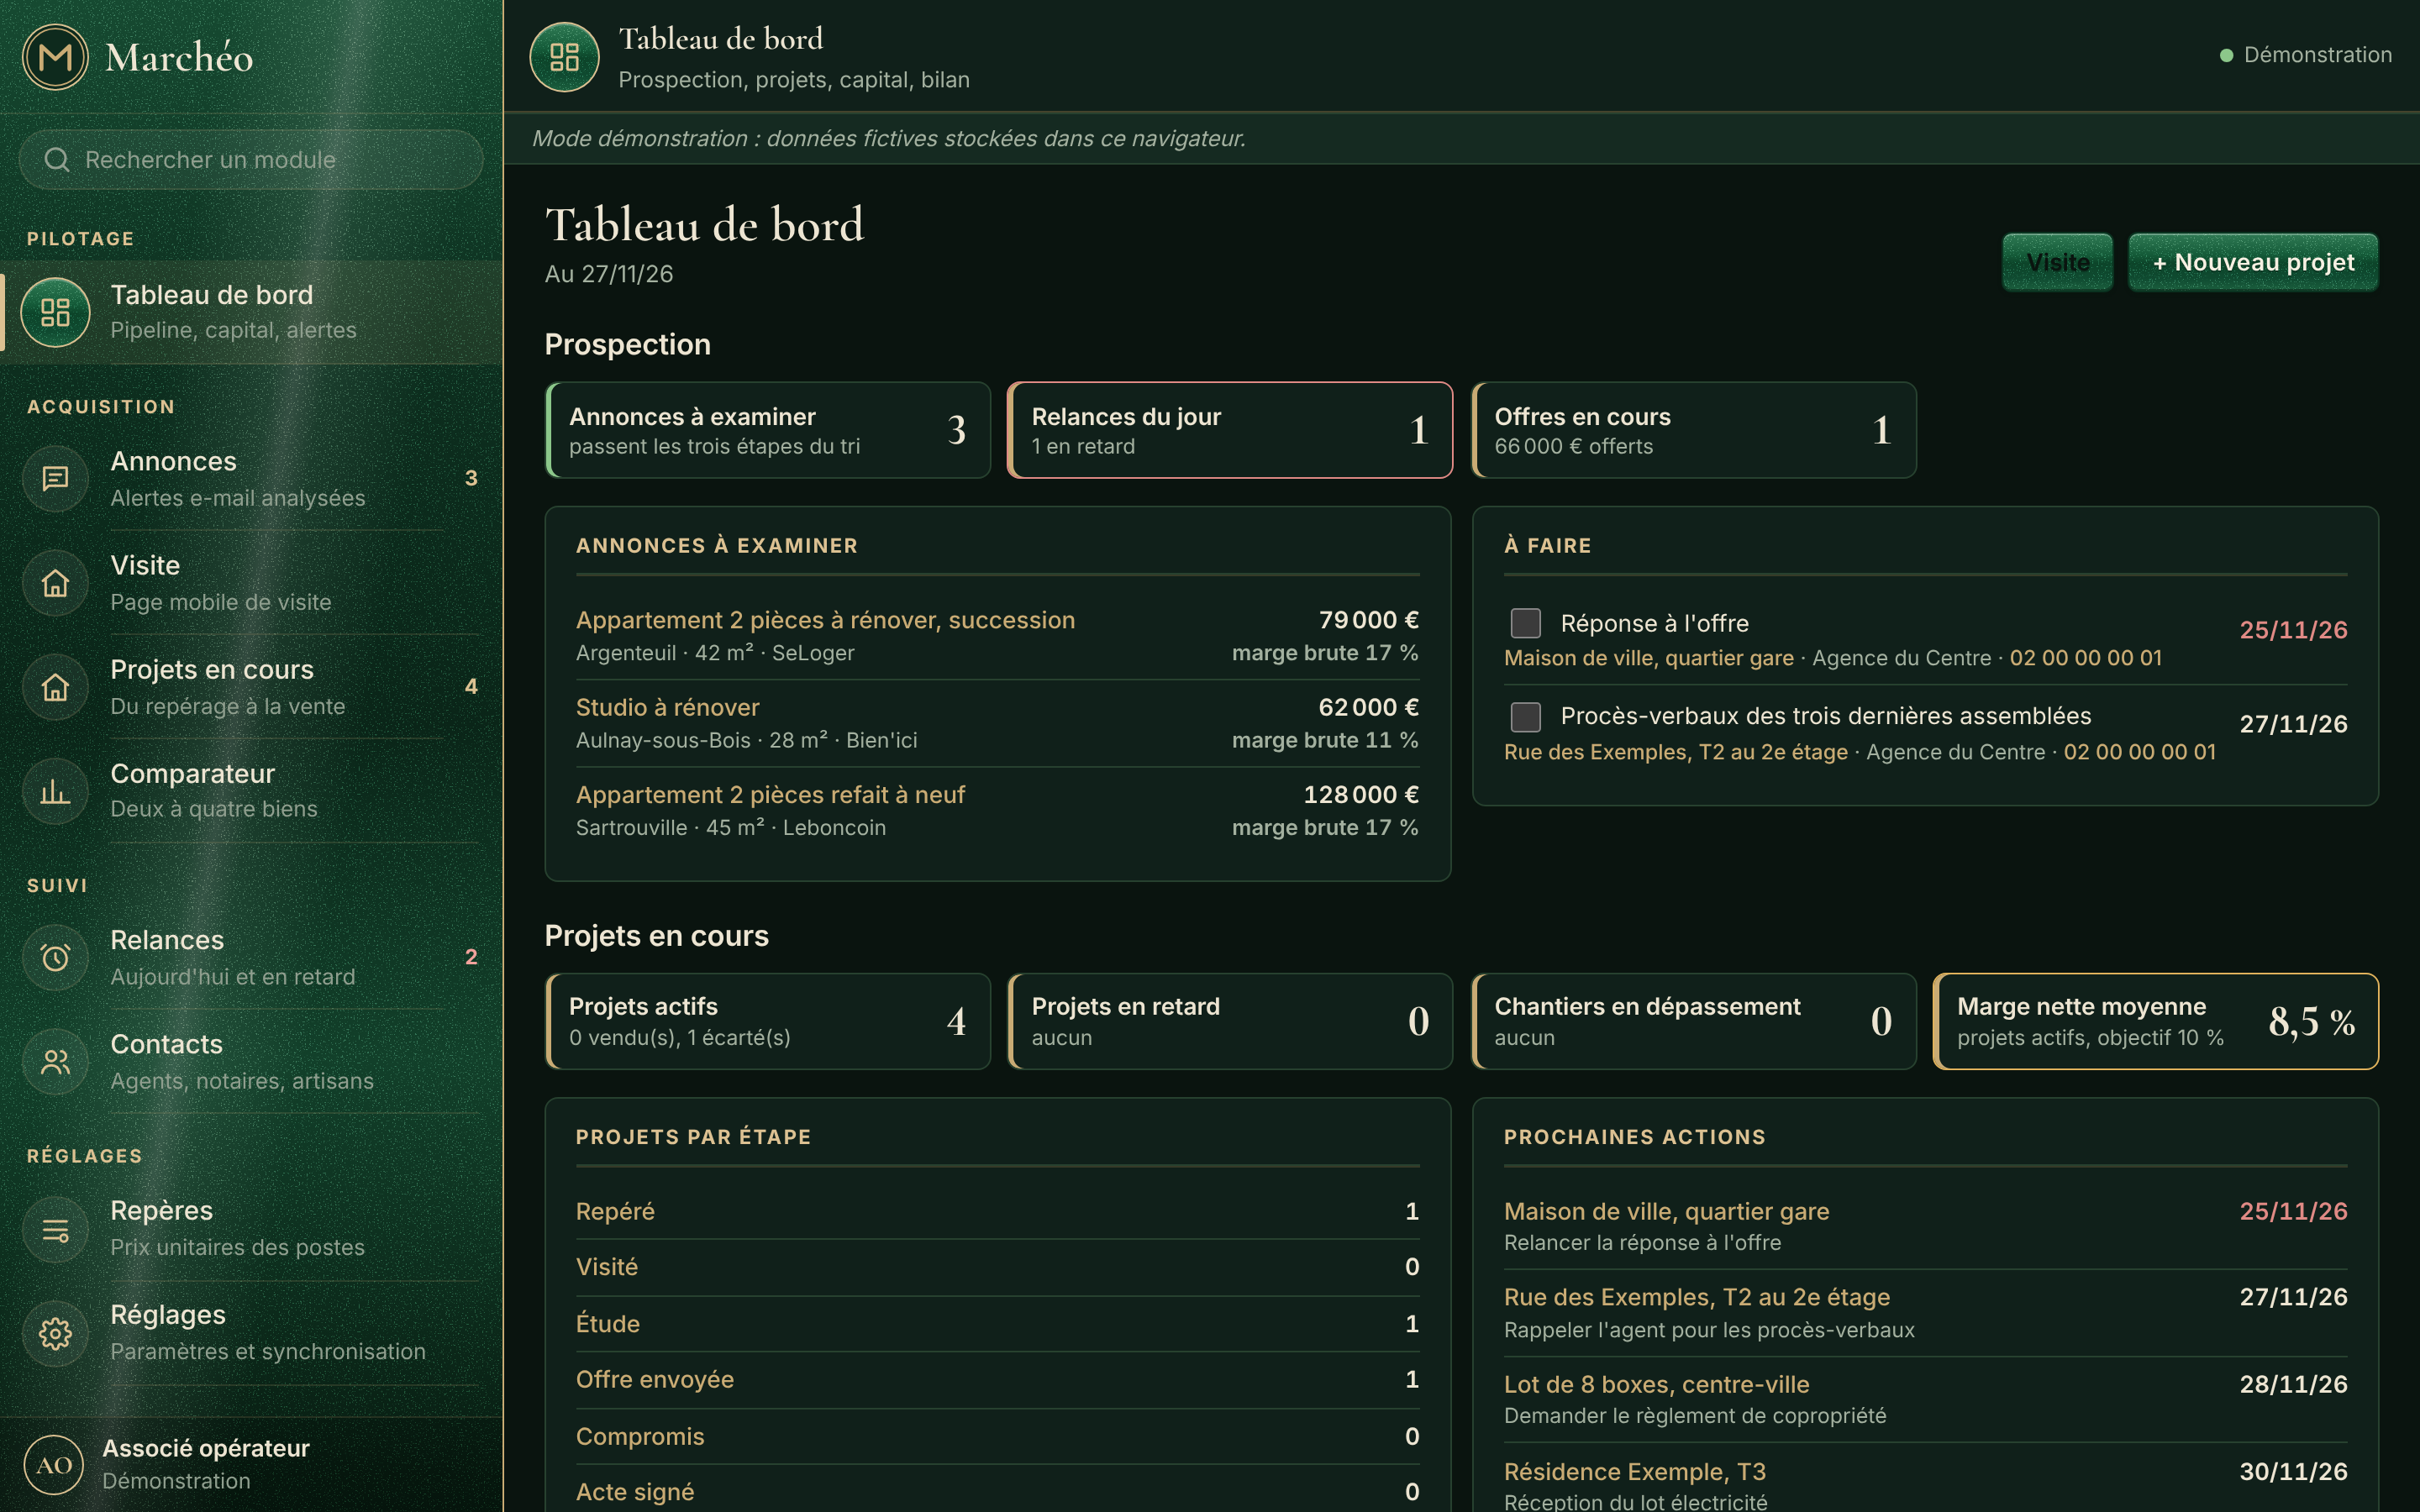 Marchéo
Rechercher un module
PILOTAGE
Tableau de bord
Pipeline, capital, alertes
ACQUISITION
Annonces
Alertes e-mail analysées
3
Visite
Page mobile de visite
Projets en cours
Du repérage à la vente
4
Comparateur
Deux à quatre biens
SUIVI
Relances
Aujourd'hui et en retard
2
Contacts
Agents, notaires, artisans
RÉGLAGES
Repères
Prix unitaires des postes
Réglages
Paramètres et synchronisation
AO
Associé opérateur
Démonstration
Tableau de bord
Prospection, projets, capital, bilan
Démonstration
Mode démonstration : données fictives stockées dans ce navigateur.
Tableau de bord
Au 27/11/26
Visite
+ Nouveau projet
Prospection
Annonces à examiner
passent les trois étapes du tri
3
Relances du jour
1 en retard
1
Offres en cours
66 000 € offerts
1
ANNONCES À EXAMINER
Appartement 2 pièces à rénover, succession 79 000 €
Argenteuil · 42 m² · SeLoger marge brute 17 %
Studio à rénover 62 000 €
Aulnay-sous-Bois · 28 m² · Bien'ici marge brute 11 %
Appartement 2 pièces refait à neuf 128 000 €
Sartrouville · 45 m² · Leboncoin marge brute 17 %
À FAIRE
Réponse à l'offre 25/11/26
Maison de ville, quartier gare · Agence du Centre · 02 00 00 00 01
Procès-verbaux des trois dernières assemblées 27/11/26
Rue des Exemples, T2 au 2e étage · Agence du Centre · 02 00 00 00 01
Projets en cours
Projets actifs
0 vendu(s), 1 écarté(s)
4
Projets en retard
aucun
0
Chantiers en dépassement
aucun
0
Marge nette moyenne
projets actifs, objectif 10 %
8,5 %
PROJETS PAR ÉTAPE
Repéré 1
Visité 0
Étude 1
Offre envoyée 1
Compromis 0
Acte signé 0
PROCHAINES ACTIONS
Maison de ville, quartier gare 25/11/26
Relancer la réponse à l'offre
Rue des Exemples, T2 au 2e étage 27/11/26
Rappeler l'agent pour les procès-verbaux
Lot de 8 boxes, centre-ville 28/11/26
Demander le règlement de copropriété
Résidence Exemple, T3 30/11/26
Réception du lot électricité